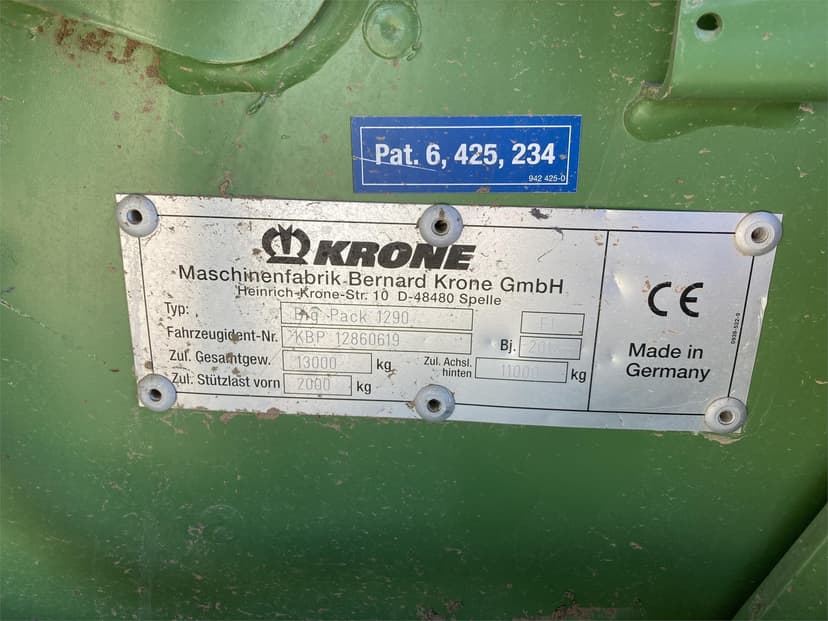 Pat. 6, 425, 234
942 425-0
KRONE
Maschinenfabrik Bernard Krone GmbH
Heinrich-Krone-Str. 10 D-48480 Spelle
Typ: Big Pack 1290
Fahrzeugident-Nr. KBP 12860619 Bj.
Zul. Gesamtgew. 13000 kg Zul. Achsl. hinten 11000 kg
Zul. Stützlast vorn 2000 kg
CE
Made in
Germany